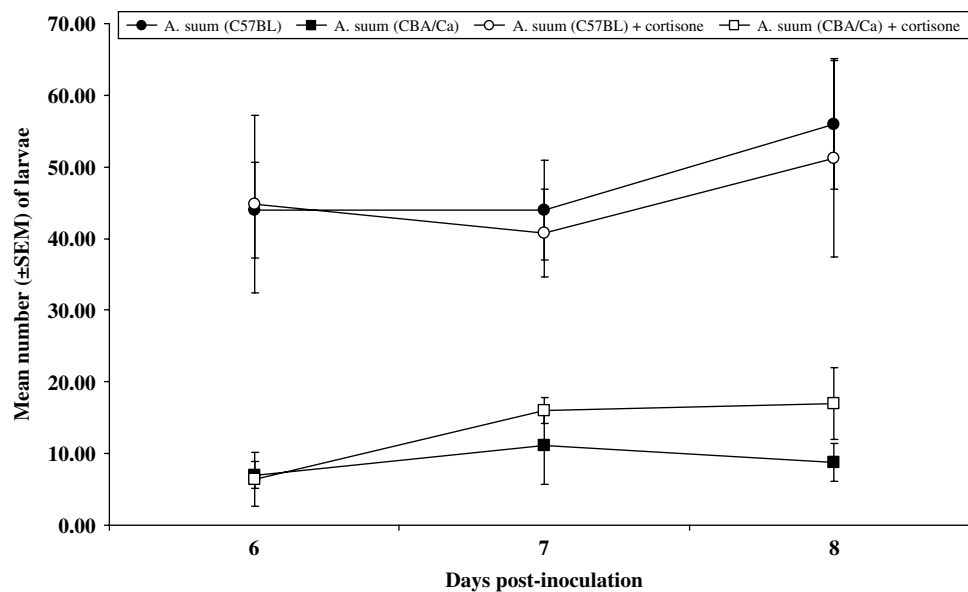 A. suum (C57BL) A. suum (CBA/Ca) A. suum (C57BL) + cortisone A. suum (CBA/Ca) + cortisone
Mean number (±SEM) of larvae
70.00
60.00
50.00
40.00
30.00
20.00
10.00
0.00
6 7 8
Days post-inoculation